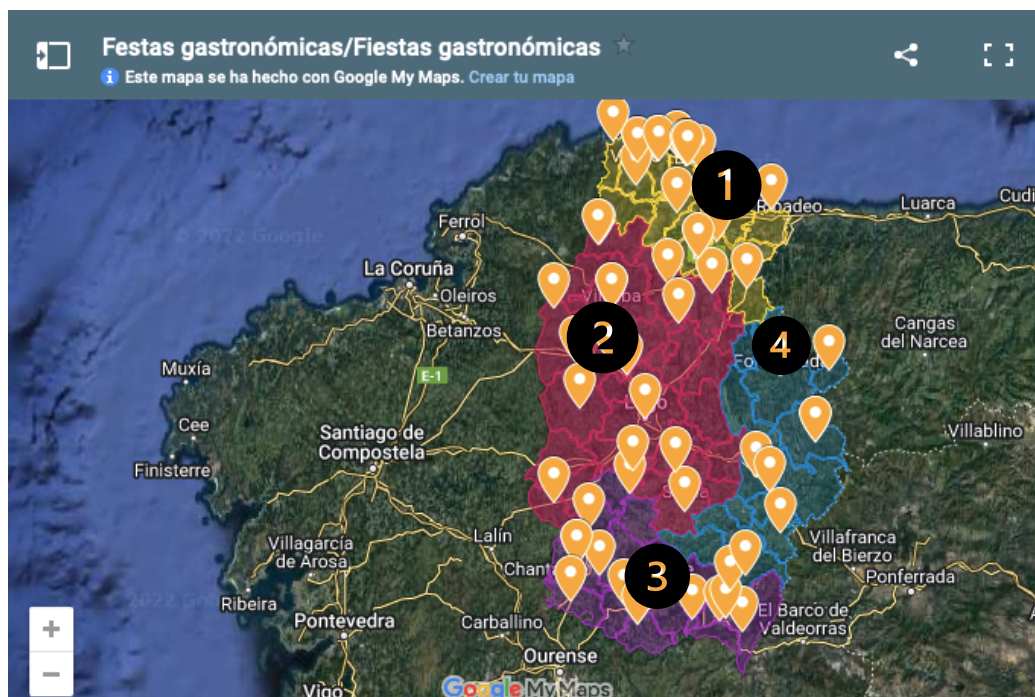 Festas gastronómicas/Fiestas gastronómicas
Este mapa se ha hecho con Google My Maps. Crear tu mapa
1
Luarca
Ferrol
© 2022 Google
La Coruña
Oleiros
Betanzos
2
4
Cangas
del Narcea
Muxía
E-1
Cee
Santiago de
Compostela
Villablino
Finisterre
Lalín
Villagarcía
de Arosa
Villafranca
del Bierzo
3
Ponferrada
Ribeira
Pontevedra
Carballino
El Barco de
Valdeorras
Ourense
Vigo
Google My Maps
+
−